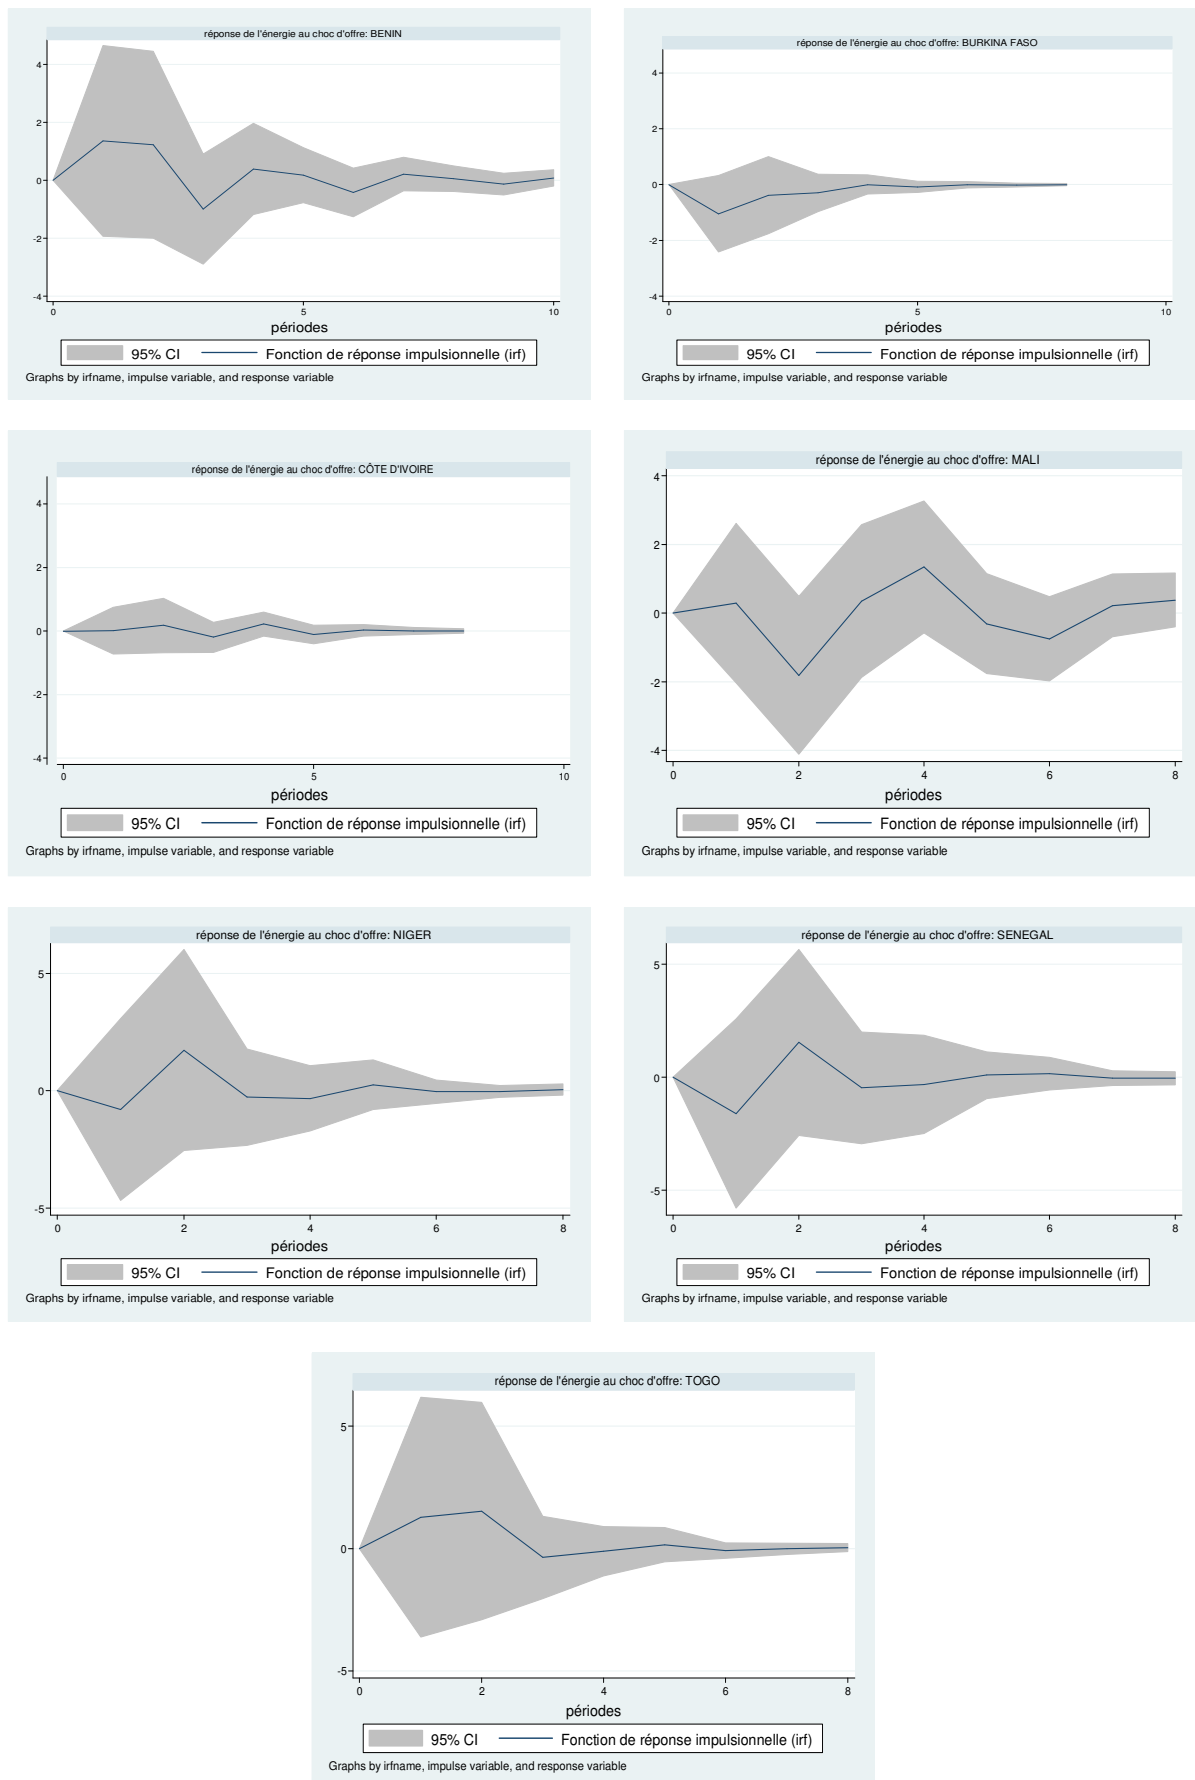 réponse de l'énergie au choc d'offre: BENIN
4
2
0
-2
-4
0 5 10
périodes
95% CI Fonction de réponse impulsionnelle (irf)
Graphs by irfname, impulse variable, and response variable
réponse de l'énergie au choc d'offre: BURKINA FASO
4
2
0
-2
-4
0 5 10
périodes
95% CI Fonction de réponse impulsionnelle (irf)
Graphs by irfname, impulse variable, and response variable
réponse de l'énergie au choc d'offre: CÔTE D'IVOIRE
4
2
0
-2
-4
0 5 10
périodes
95% CI Fonction de réponse impulsionnelle (irf)
Graphs by irfname, impulse variable, and response variable
réponse de l'énergie au choc d'offre: MALI
4
2
0
-2
-4
0 2 4 6 8
périodes
95% CI Fonction de réponse impulsionnelle (irf)
Graphs by irfname, impulse variable, and response variable
réponse de l'énergie au choc d'offre: NIGER
5
0
-5
0 2 4 6 8
périodes
95% CI Fonction de réponse impulsionnelle (irf)
Graphs by irfname, impulse variable, and response variable
réponse de l'énergie au choc d'offre: SENEGAL
5
0
-5
0 2 4 6 8
périodes
95% CI Fonction de réponse impulsionnelle (irf)
Graphs by irfname, impulse variable, and response variable
réponse de l'énergie au choc d'offre: TOGO
5
0
-5
0 2 4 6 8
périodes
95% CI Fonction de réponse impulsionnelle (irf)
Graphs by irfname, impulse variable, and response variable